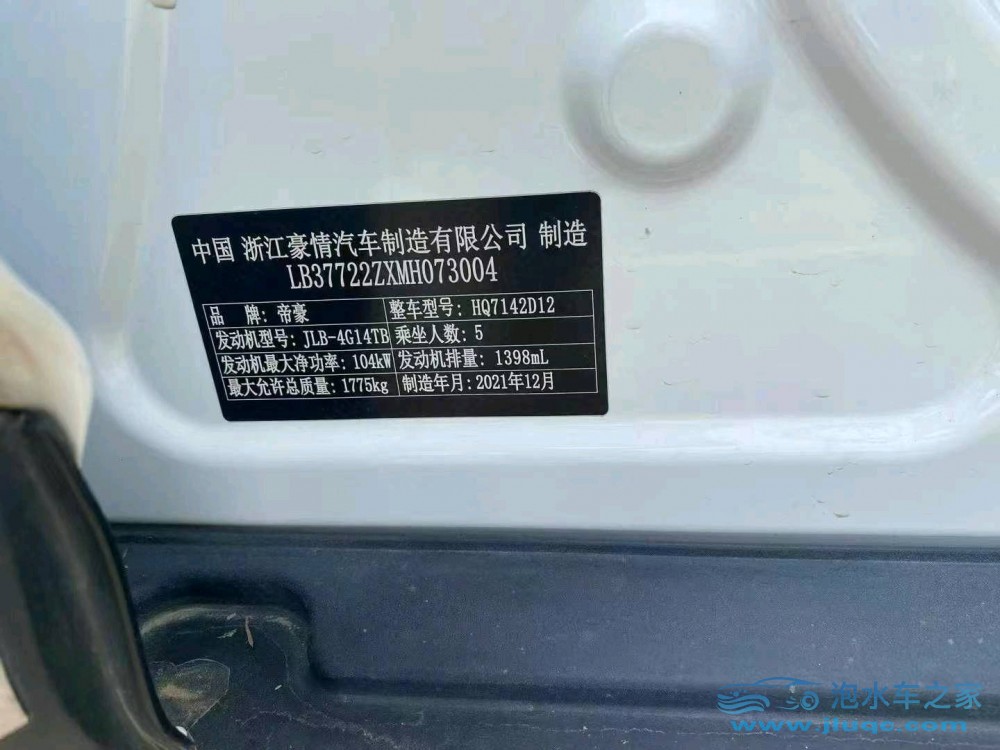 中国 浙江豪情汽车制造有限公司 制造
LB37722ZXMH073004
品 牌: 帝豪 整车型号: HQ7142D12
发动机型号: JLB-4G14TB 乘坐人数: 5
发动机最大净功率: 104kW 发动机排量: 1398mL
最大允许总质量: 1775kg 制造年月: 2021年12月
泡水车之家
www.jfuqc.com